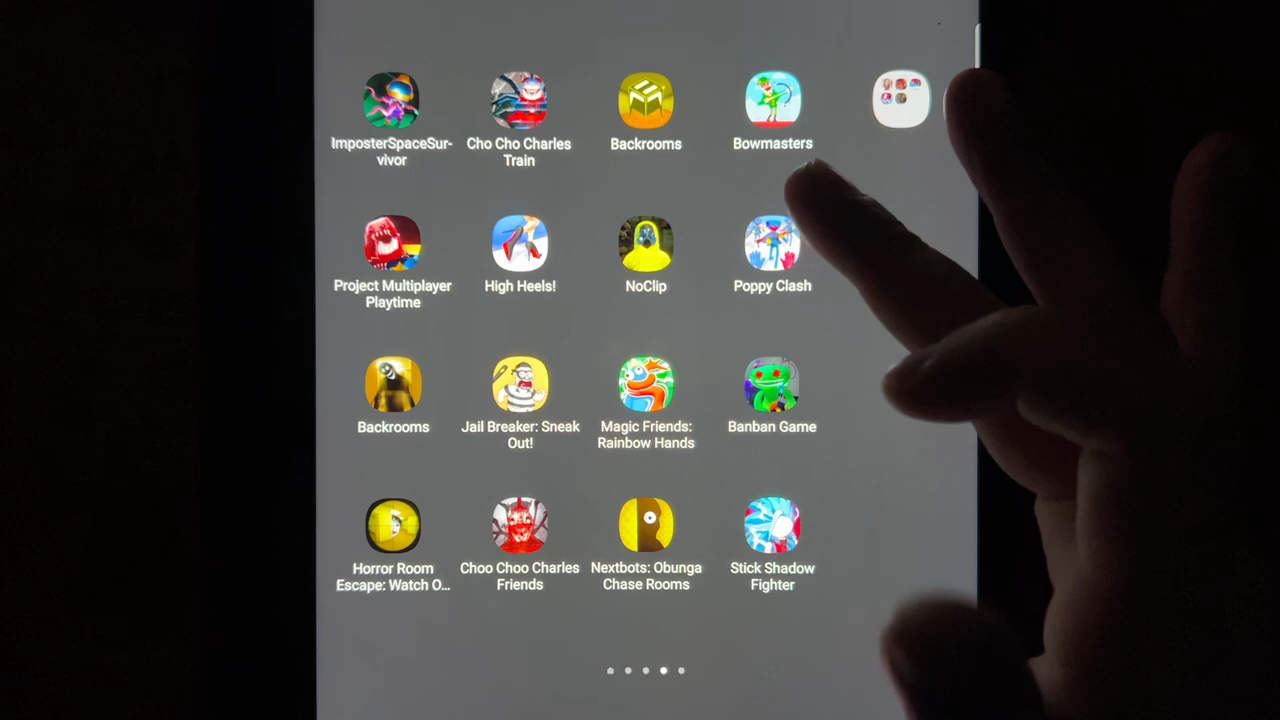 ImposterSpaceSur-
vivor
Cho Cho Charles
Train
Backrooms
Bowmasters
Project Multiplayer
Playtime
High Heels!
NoClip
Poppy Clash
Backrooms
Jail Breaker: Sneak
Out!
Magic Friends:
Rainbow Hands
Banban Game
Horror Room
Escape: Watch O...
Choo Choo Charles
Friends
Nextbots: Obunga
Chase Rooms
Stick Shadow
Fighter